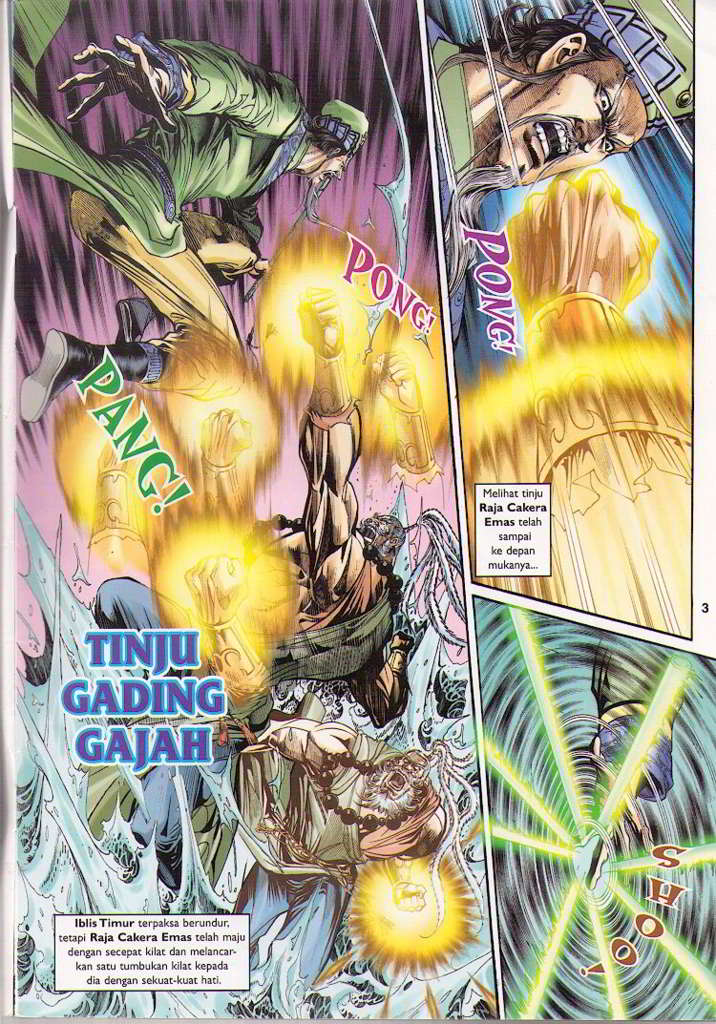 PANG!
PONG!
TINJU
GADING
GAJAH
Iblis Timur terpaksa berundur,
tetapi Raja Cakera Emas telah maju
dengan secepat kilat dan melancar-
kan satu tumbukan kilat kepada
dia dengan sekuat-kuat hati.
PONG!
Melihat tinju
Raja Cakera
Emas telah
sampai
ke depan
mukanya...
3
SHOO!